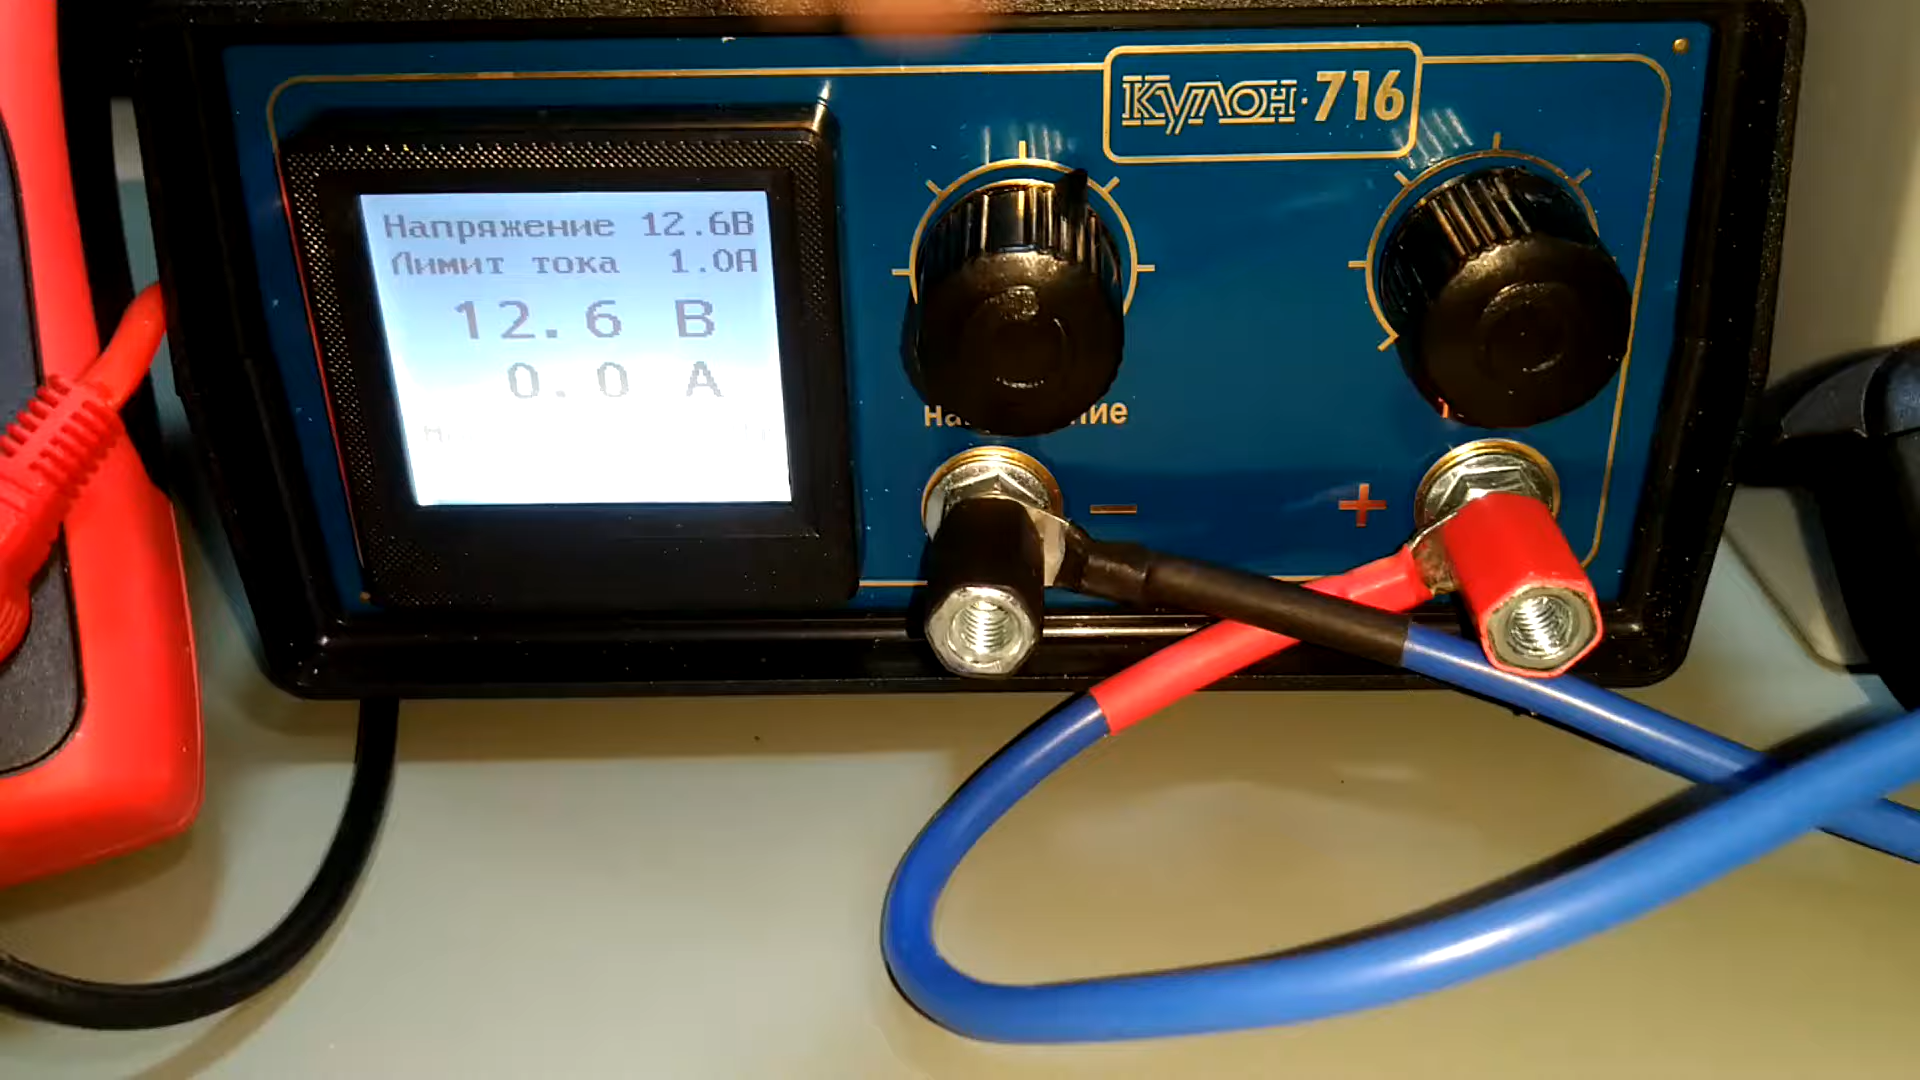 Кулон·716
Напряжение 12.6В
Лимит тока 1.0А
12.6 В
0.0 А
− +